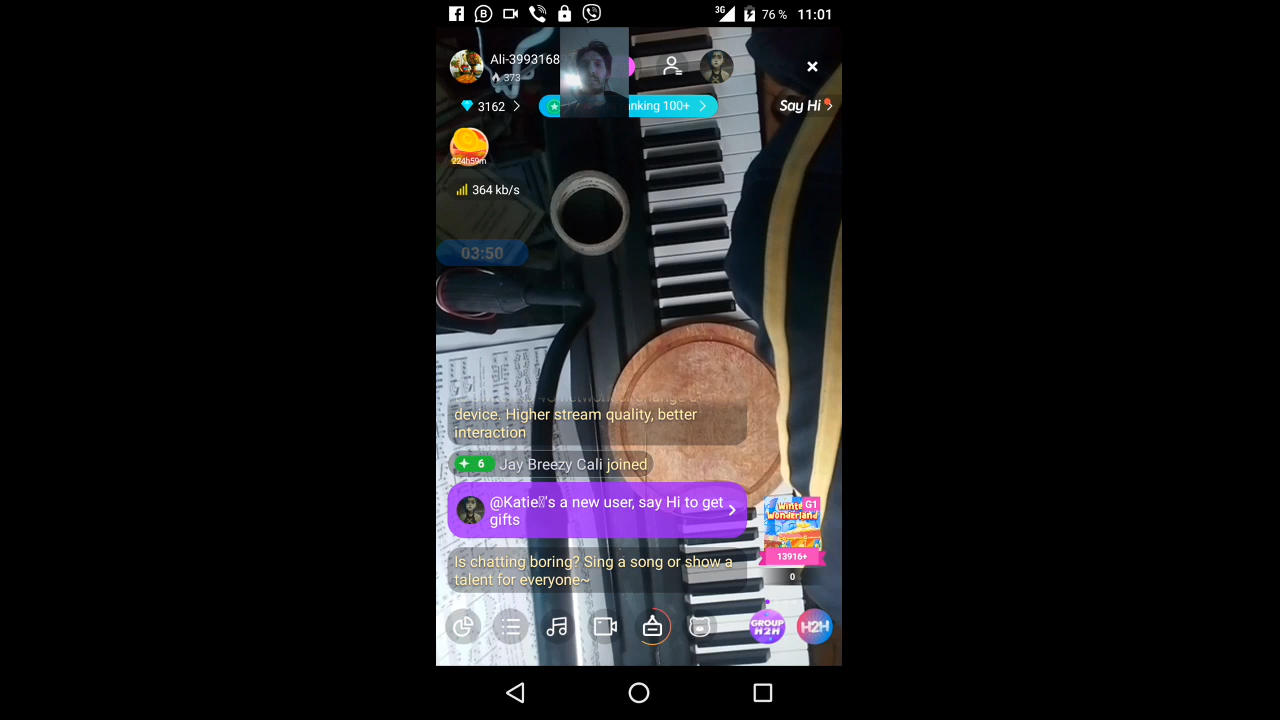 3G 76 % 11:01
Ali-3993168
373
3162
nking 100+
Say Hi
224h59m
364 kb/s
03:50
device. Higher stream quality, better
interaction
6 Jay Breezy Cali joined
@Katie's a new user, say Hi to get
gifts
Winter G1
Wonderland
13916+
0
Is chatting boring? Sing a song or show a
talent for everyone~
GROUP
H2H
H2H